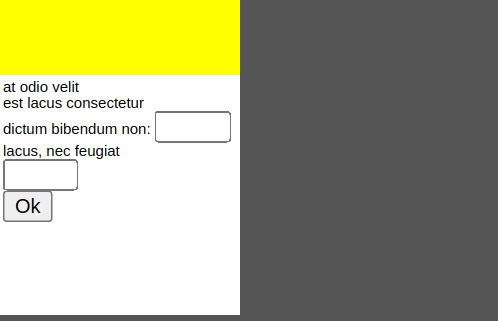 at odio velit
est lacus consectetur
dictum bibendum non:
lacus, nec feugiat
Ok